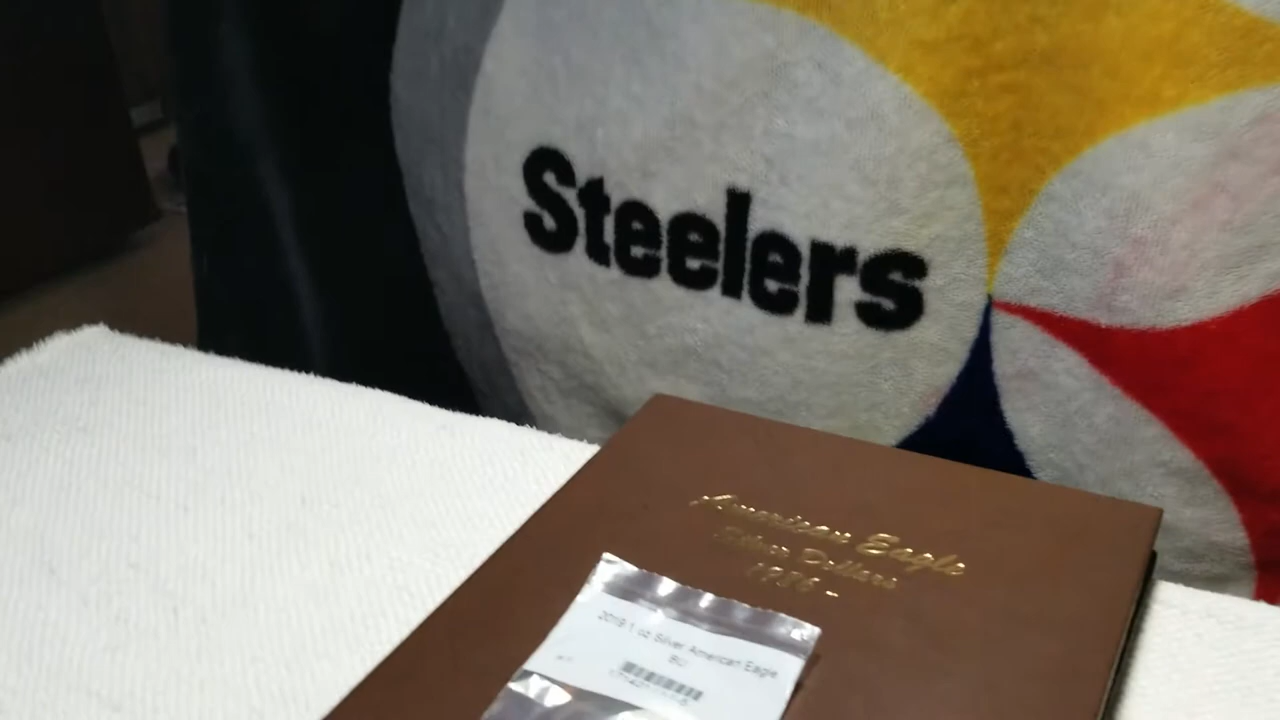 Steelers
American Eagle
Silver Dollars
1986 -
2019 1 oz Silver American Eagle
BU